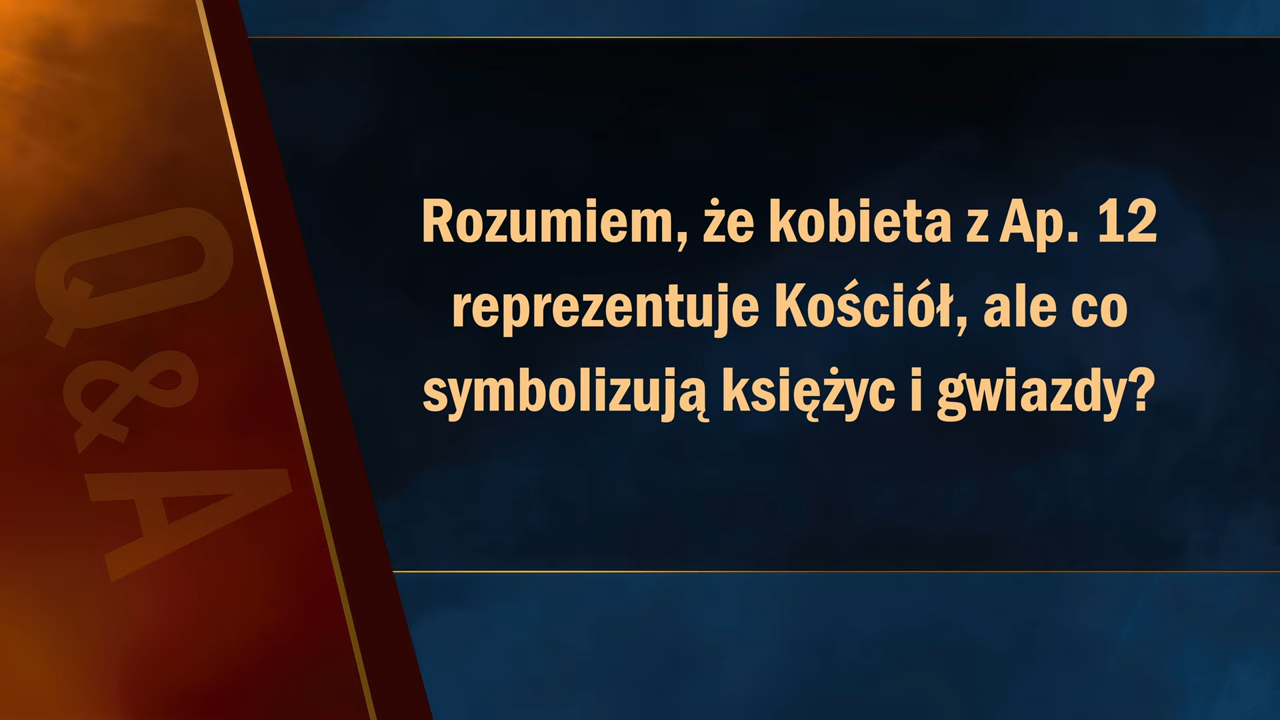 Q&A
Rozumiem, że kobieta z Ap. 12
reprezentuje Kościół, ale co
symbolizują księżyc i gwiazdy?